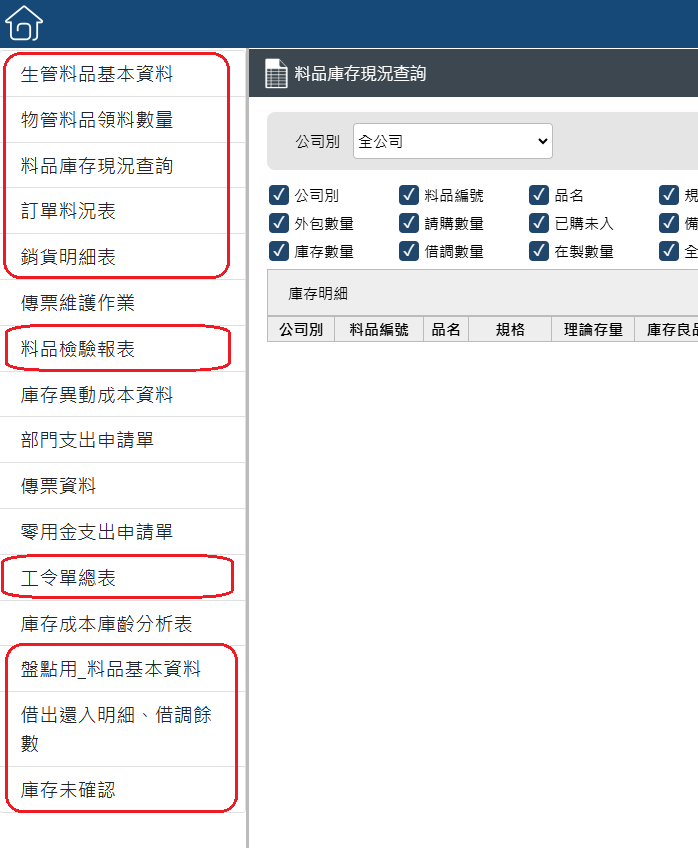 生管料品基本資料
物管料品領料數量
料品庫存現況查詢
訂單料況表
銷貨明細表
傳票維護作業
料品檢驗報表
庫存異動成本資料
部門支出申請單
傳票資料
零用金支出申請單
工令單總表
庫存成本庫齡分析表
盤點用_料品基本資料
借出還入明細、借調餘
數
庫存未確認
料品庫存現況查詢
公司別 全公司
公司別 料品編號 品名 規
外包數量 請購數量 已購未入 備
庫存數量 借調數量 在製數量 全
庫存明細
公司別 料品編號 品名 規格 理論存量 庫存良品